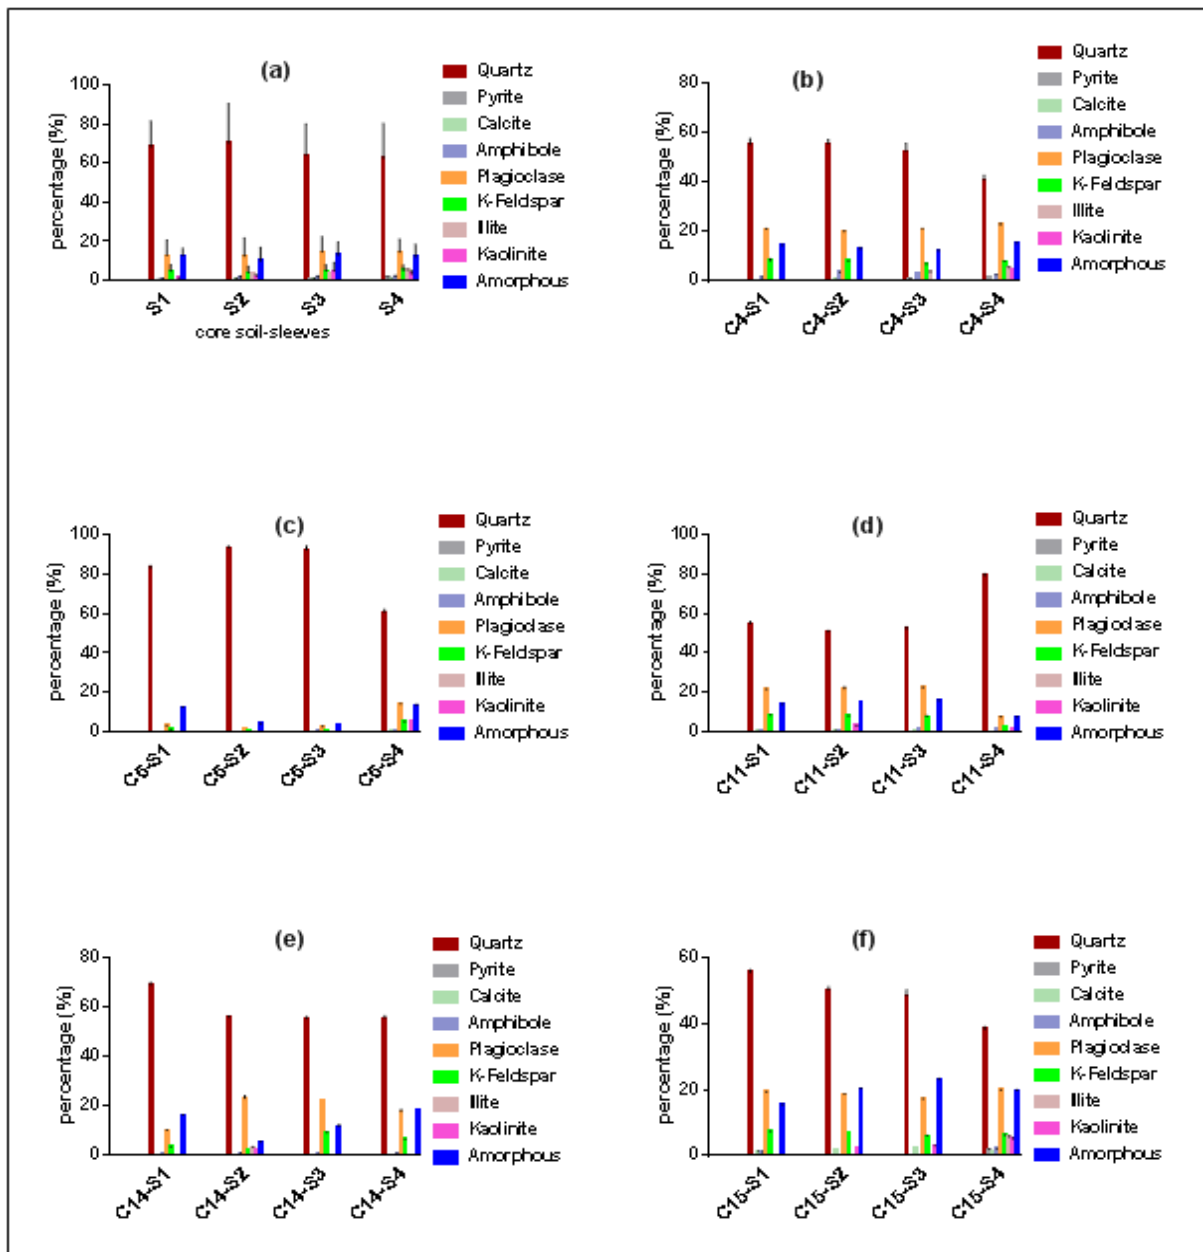 (a)
percentage (%)
100
80
60
40
20
0
S1
S2
S3
S4
core soil-sleeves
Quartz
Pyrite
Calcite
Amphibole
Plagioclase
K-Feldspar
Illite
Kaolinite
Amorphous
(b)
percentage (%)
80
60
40
20
0
C4-S1
C4-S2
C4-S3
C4-S4
Quartz
Pyrite
Calcite
Amphibole
Plagioclase
K-Feldspar
Illite
Kaolinite
Amorphous
(c)
percentage (%)
100
80
60
40
20
0
C6-S1
C6-S2
C6-S3
C6-S4
Quartz
Pyrite
Calcite
Amphibole
Plagioclase
K-Feldspar
Illite
Kaolinite
Amorphous
(d)
percentage (%)
100
80
60
40
20
0
C11-S1
C11-S2
C11-S3
C11-S4
Quartz
Pyrite
Calcite
Amphibole
Plagioclase
K-Feldspar
Illite
Kaolinite
Amorphous
(e)
percentage (%)
80
60
40
20
0
C14-S1
C14-S2
C14-S3
C14-S4
Quartz
Pyrite
Calcite
Amphibole
Plagioclase
K-Feldspar
Illite
Kaolinite
Amorphous
(f)
percentage (%)
60
40
20
0
C15-S1
C15-S2
C15-S3
C15-S4
Quartz
Pyrite
Calcite
Amphibole
Plagioclase
K-Feldspar
Illite
Kaolinite
Amorphous